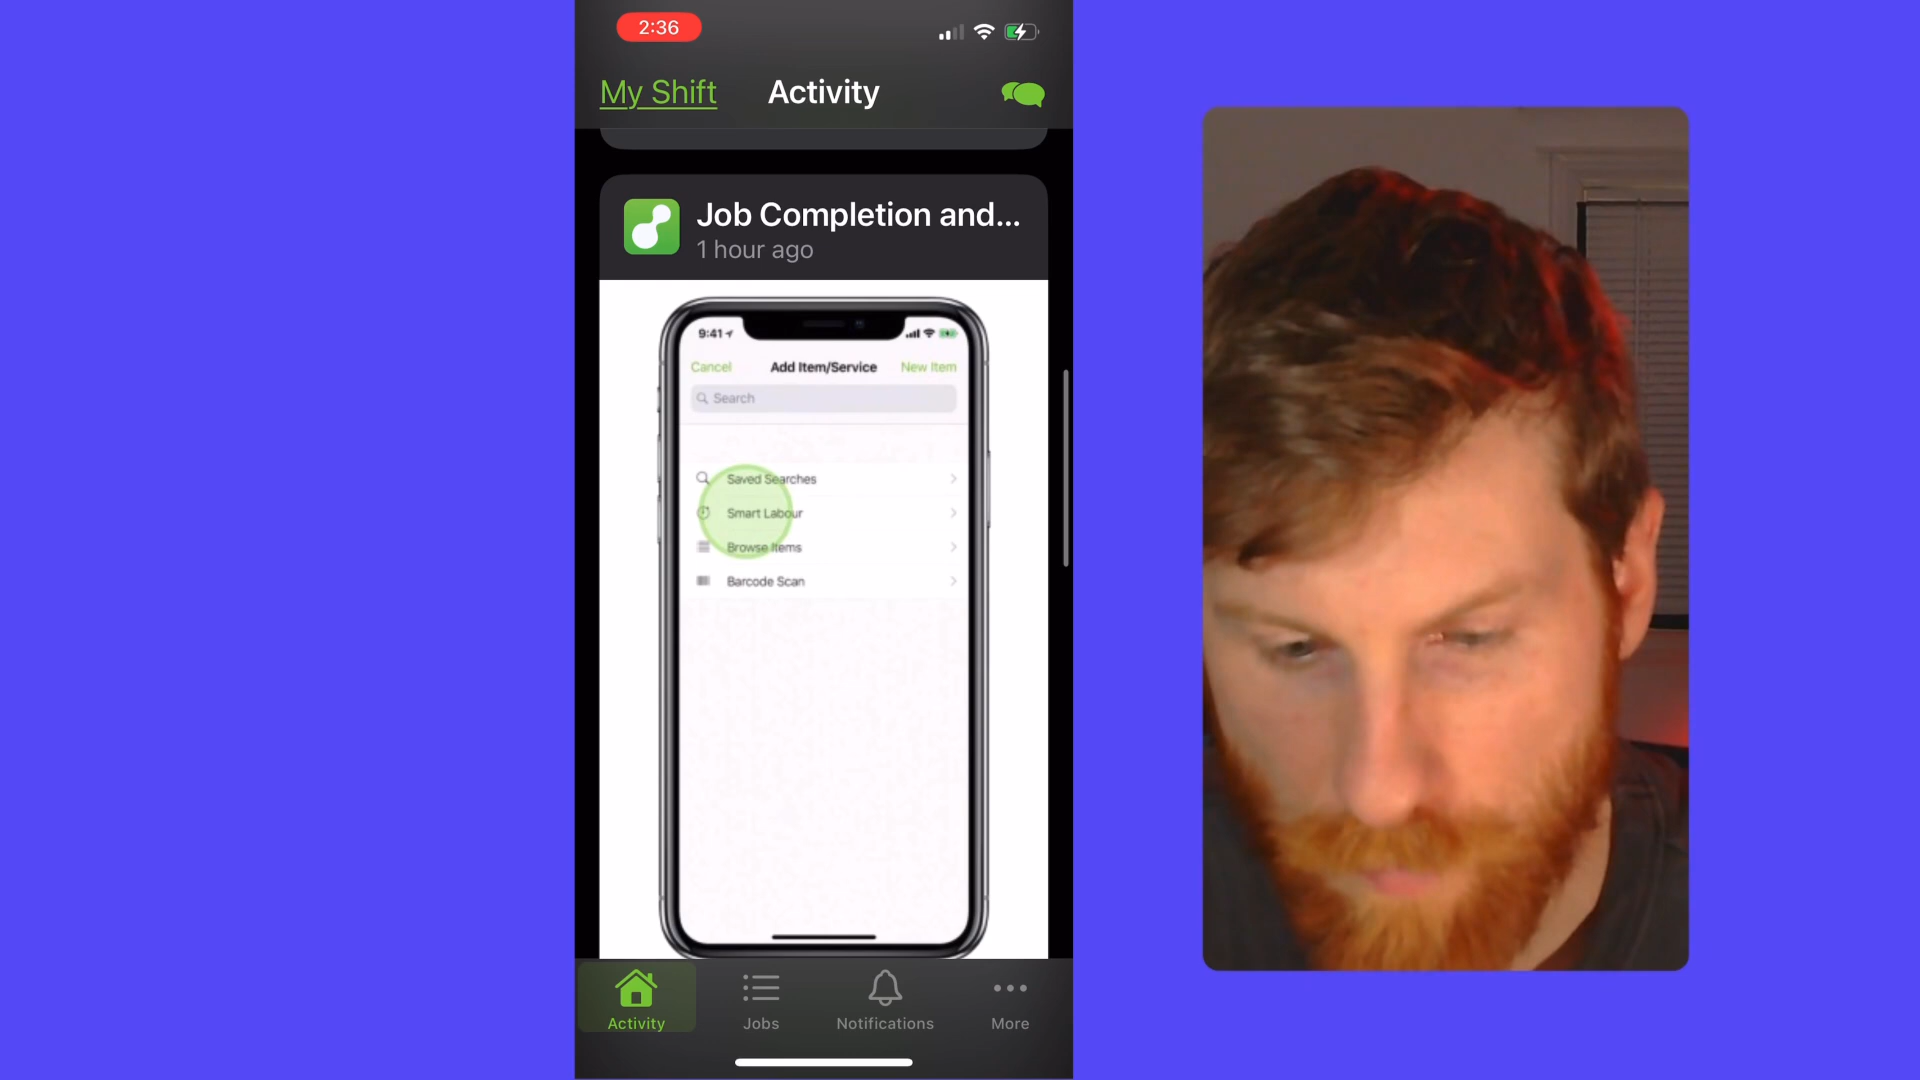 2:36
My Shift
Activity
Job Completion and...
1 hour ago
9:41
Cancel
Add Item/Service
New Item
Search
Saved Searches
Smart Labour
Browse Items
Barcode Scan
Activity
Jobs
Notifications
More